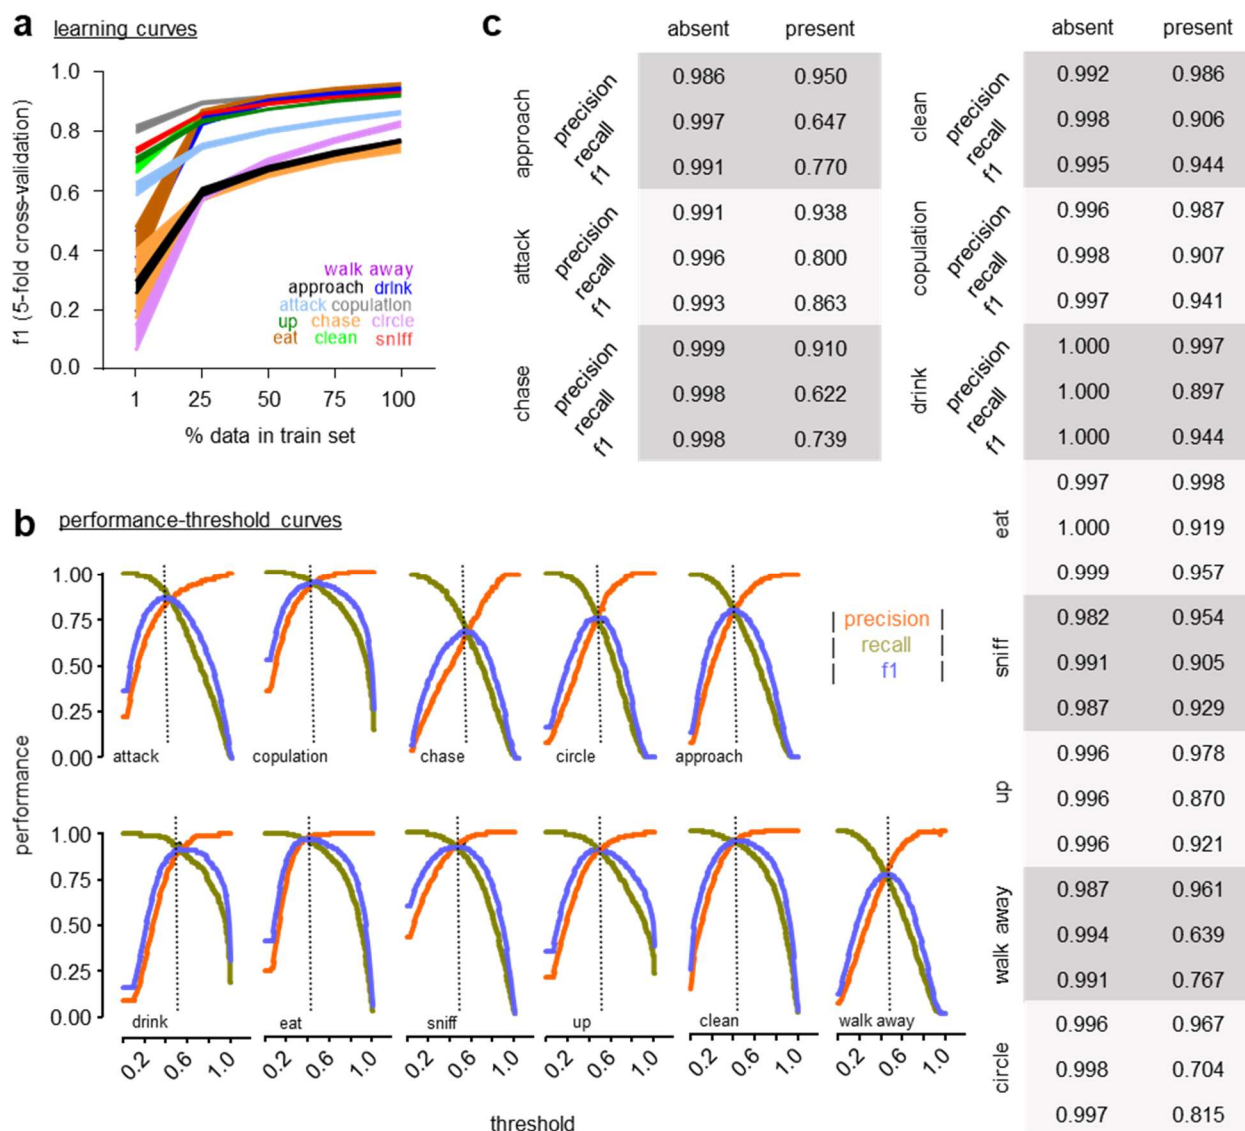 a learning curves
f1 (5-fold cross-validation)
1.0
0.8
0.6
0.4
0.2
0.0
1 25 50 75 100
% data in train set
walk away
approach drink
attack copulation
up chase circle
eat clean sniff
b performance-threshold curves
performance
1.00
0.75
0.50
0.25
0.00
attack copulation chase circle approach
precision
recall
f1
1.00
0.75
0.50
0.25
0.00
drink eat sniff up clean walk away
0.2 0.6 1.0 0.2 0.6 1.0 0.2 0.6 1.0 0.2 0.6 1.0 0.2 0.6 1.0 0.2 0.6 1.0
threshold
c
absent present
approach
precision 0.986 0.950
recall 0.997 0.647
f1 0.991 0.770
attack
precision 0.991 0.938
recall 0.996 0.800
f1 0.993 0.863
chase
precision 0.999 0.910
recall 0.998 0.622
f1 0.998 0.739
absent present
clean
precision 0.992 0.986
recall 0.998 0.906
f1 0.995 0.944
copulation
precision 0.996 0.987
recall 0.998 0.907
f1 0.997 0.941
drink
precision 1.000 0.997
recall 1.000 0.897
f1 1.000 0.944
eat
0.997 0.998
1.000 0.919
0.999 0.957
sniff
0.982 0.954
0.991 0.905
0.987 0.929
up
0.996 0.978
0.996 0.870
0.996 0.921
walk away
0.987 0.961
0.994 0.639
0.991 0.767
circle
0.996 0.967
0.998 0.704
0.997 0.815